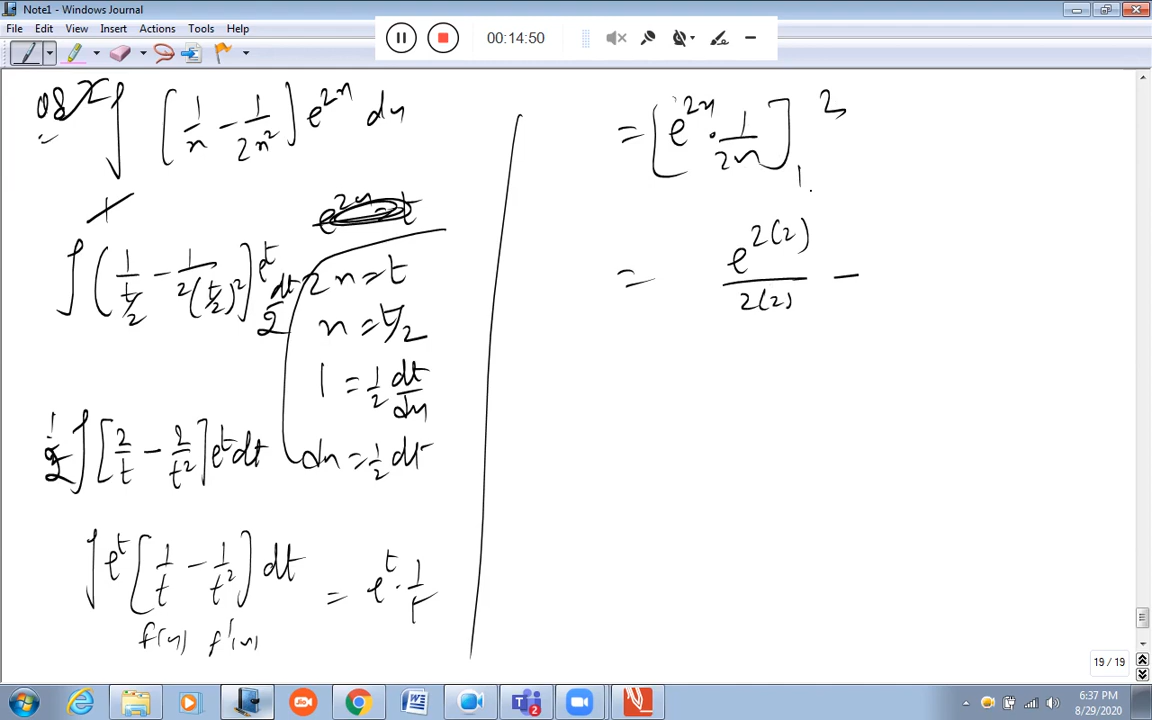 Note1 - Windows Journal
File Edit View Insert Actions Tools Help
00:14:50
08 ∫ [1/x - 1/2x²] e^2x dx
2x = t
∫ (1/(t/2) - 1/2(t/2)²] e^t dt/2
x = t/2
1 = 1/2 dt/dx
1/2 ∫ [2/t - 2/t²] e^t dt
dx = 1/2 dt
∫ e^t [1/t - 1/t²] dt = e^t · 1/t
f(x) f'(x)
= [e^2x · 1/2x]
2
1
= e^2(2) / 2(2) -
19 / 19
6:37 PM
8/29/2020